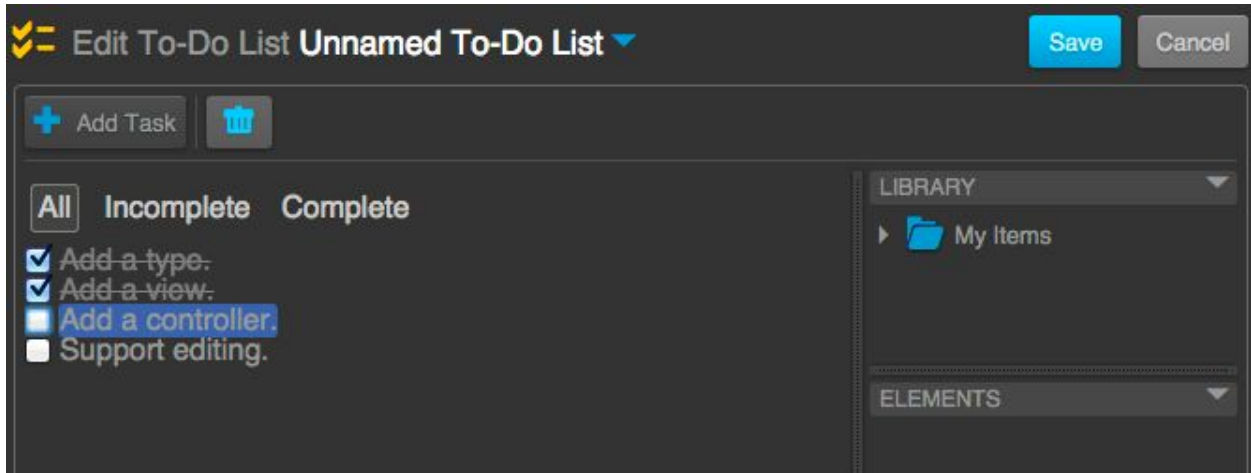 Edit To-Do List Unnamed To-Do List
Save
Cancel
Add Task
All Incomplete Complete
Add a type.
Add a view.
Add a controller.
Support editing.
LIBRARY
My Items
ELEMENTS